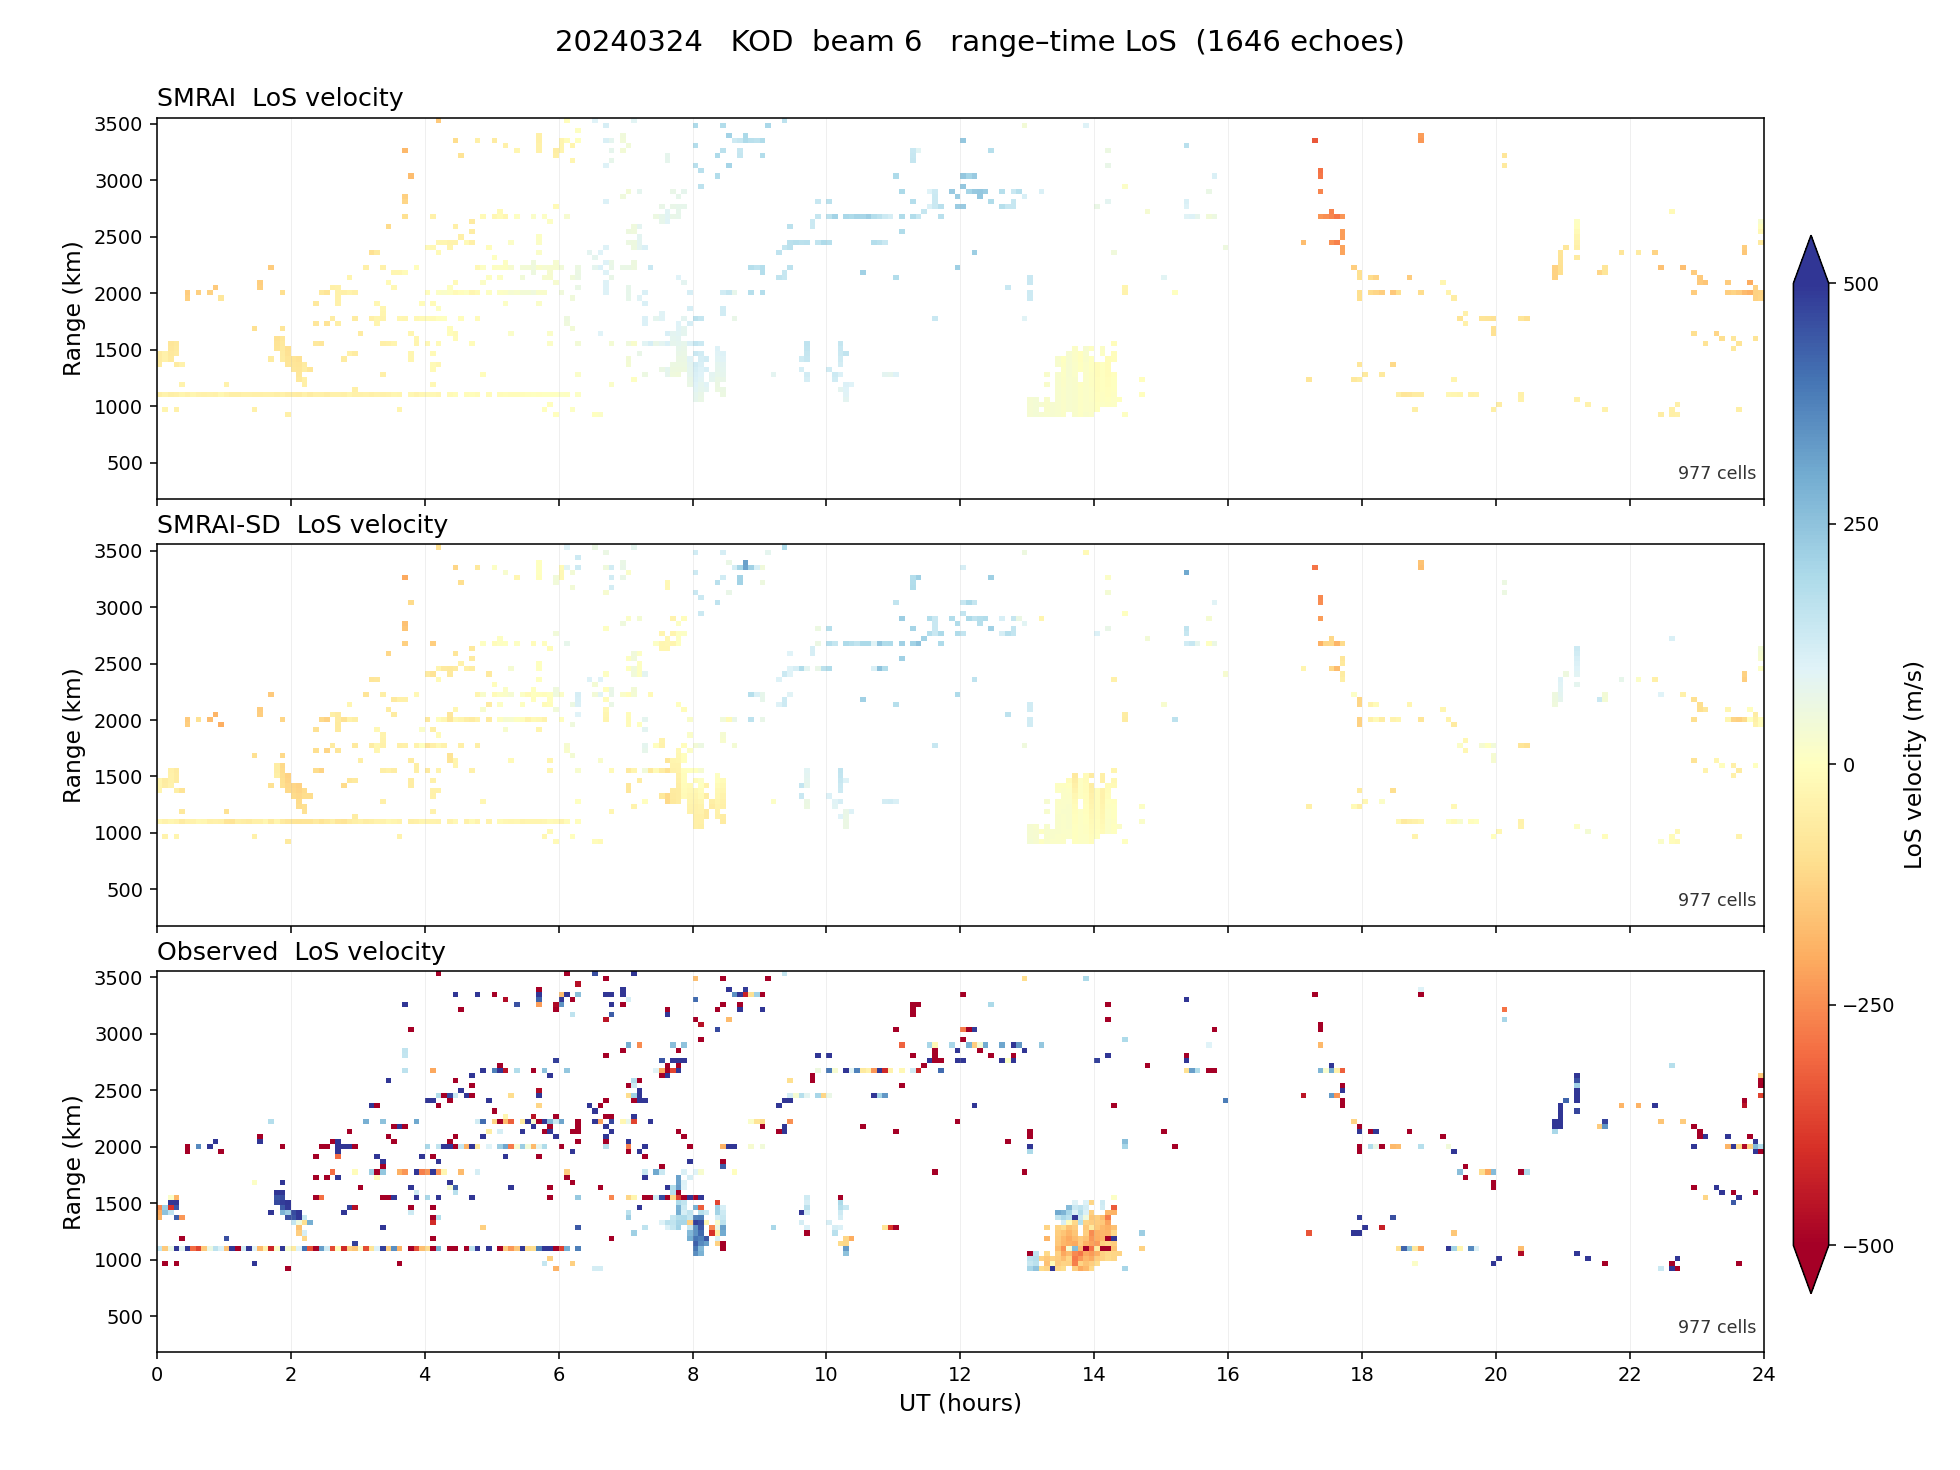 20240324   KOD  beam 6   range–time LoS  (1646 echoes)
SMRAI  LoS velocity
3500
3000
2500
2000
1500
1000
500
Range (km)
977 cells
SMRAI-SD  LoS velocity
3500
3000
2500
2000
1500
1000
500
Range (km)
977 cells
Observed  LoS velocity
3500
3000
2500
2000
1500
1000
500
Range (km)
977 cells
0 2 4 6 8 10 12 14 16 18 20 22 24
UT (hours)
500
250
0
−250
−500
LoS velocity (m/s)